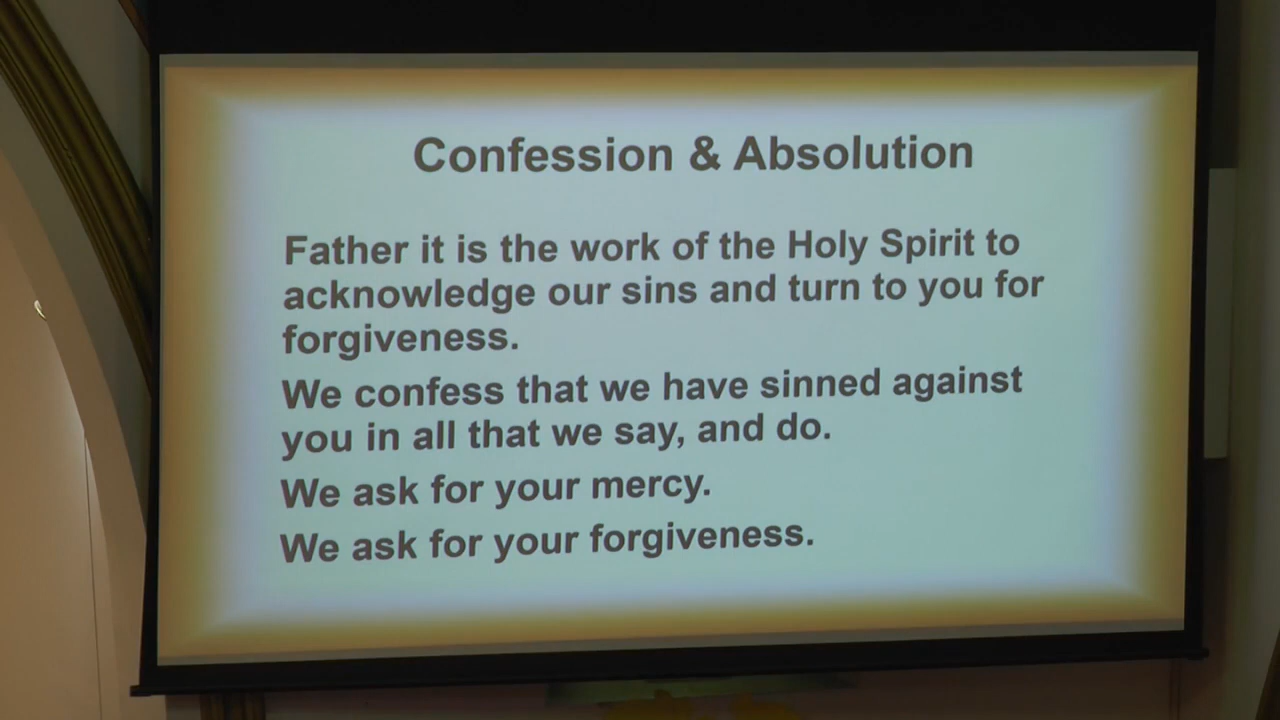 Confession & Absolution
Father it is the work of the Holy Spirit to
acknowledge our sins and turn to you for
forgiveness.
We confess that we have sinned against
you in all that we say, and do.
We ask for your mercy.
We ask for your forgiveness.